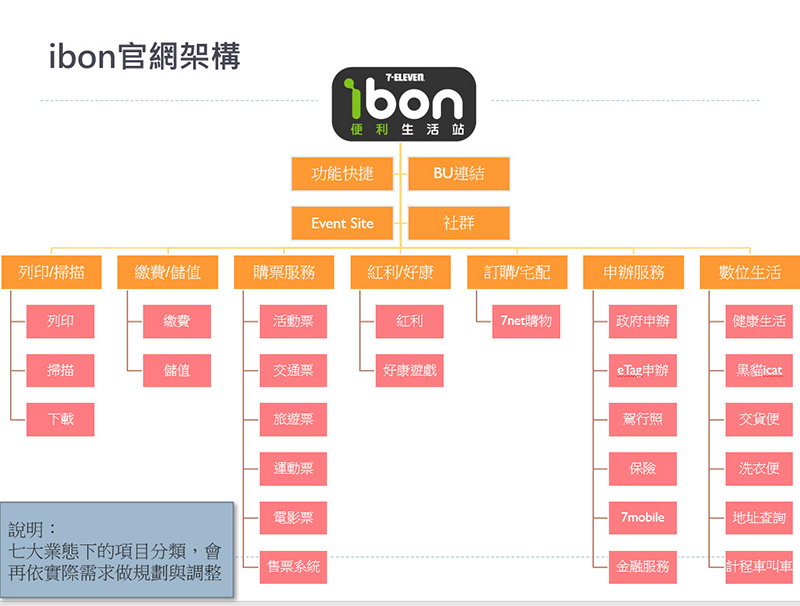 ibon官網架構
7-ELEVEN
ibon
便利生活站
功能快捷
BU連結
Event Site
社群
列印/掃描
繳費/儲值
購票服務
紅利/好康
訂購/宅配
申辦服務
數位生活
列印
掃描
下載
繳費
儲值
活動票
交通票
旅遊票
運動票
電影票
售票系統
紅利
好康遊戲
7net購物
政府申辦
eTag申辦
駕行照
保險
7mobile
金融服務
健康生活
黑貓icat
交貨便
洗衣便
地址查詢
計程車叫車
說明：
七大業態下的項目分類，會
再依實際需求做規劃與調整